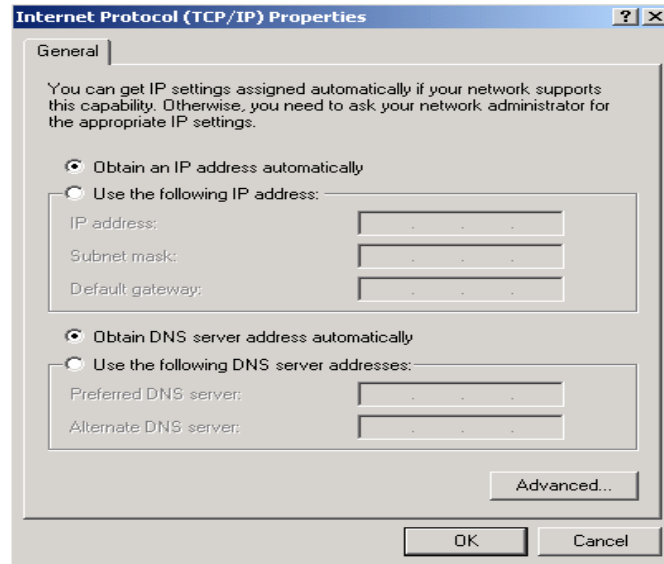 Internet Protocol (TCP/IP) Properties
General
You can get IP settings assigned automatically if your network supports
this capability. Otherwise, you need to ask your network administrator for
the appropriate IP settings.
Obtain an IP address automatically
Use the following IP address:
IP address:
Subnet mask:
Default gateway:
Obtain DNS server address automatically
Use the following DNS server addresses:
Preferred DNS server:
Alternate DNS server:
Advanced...
OK Cancel